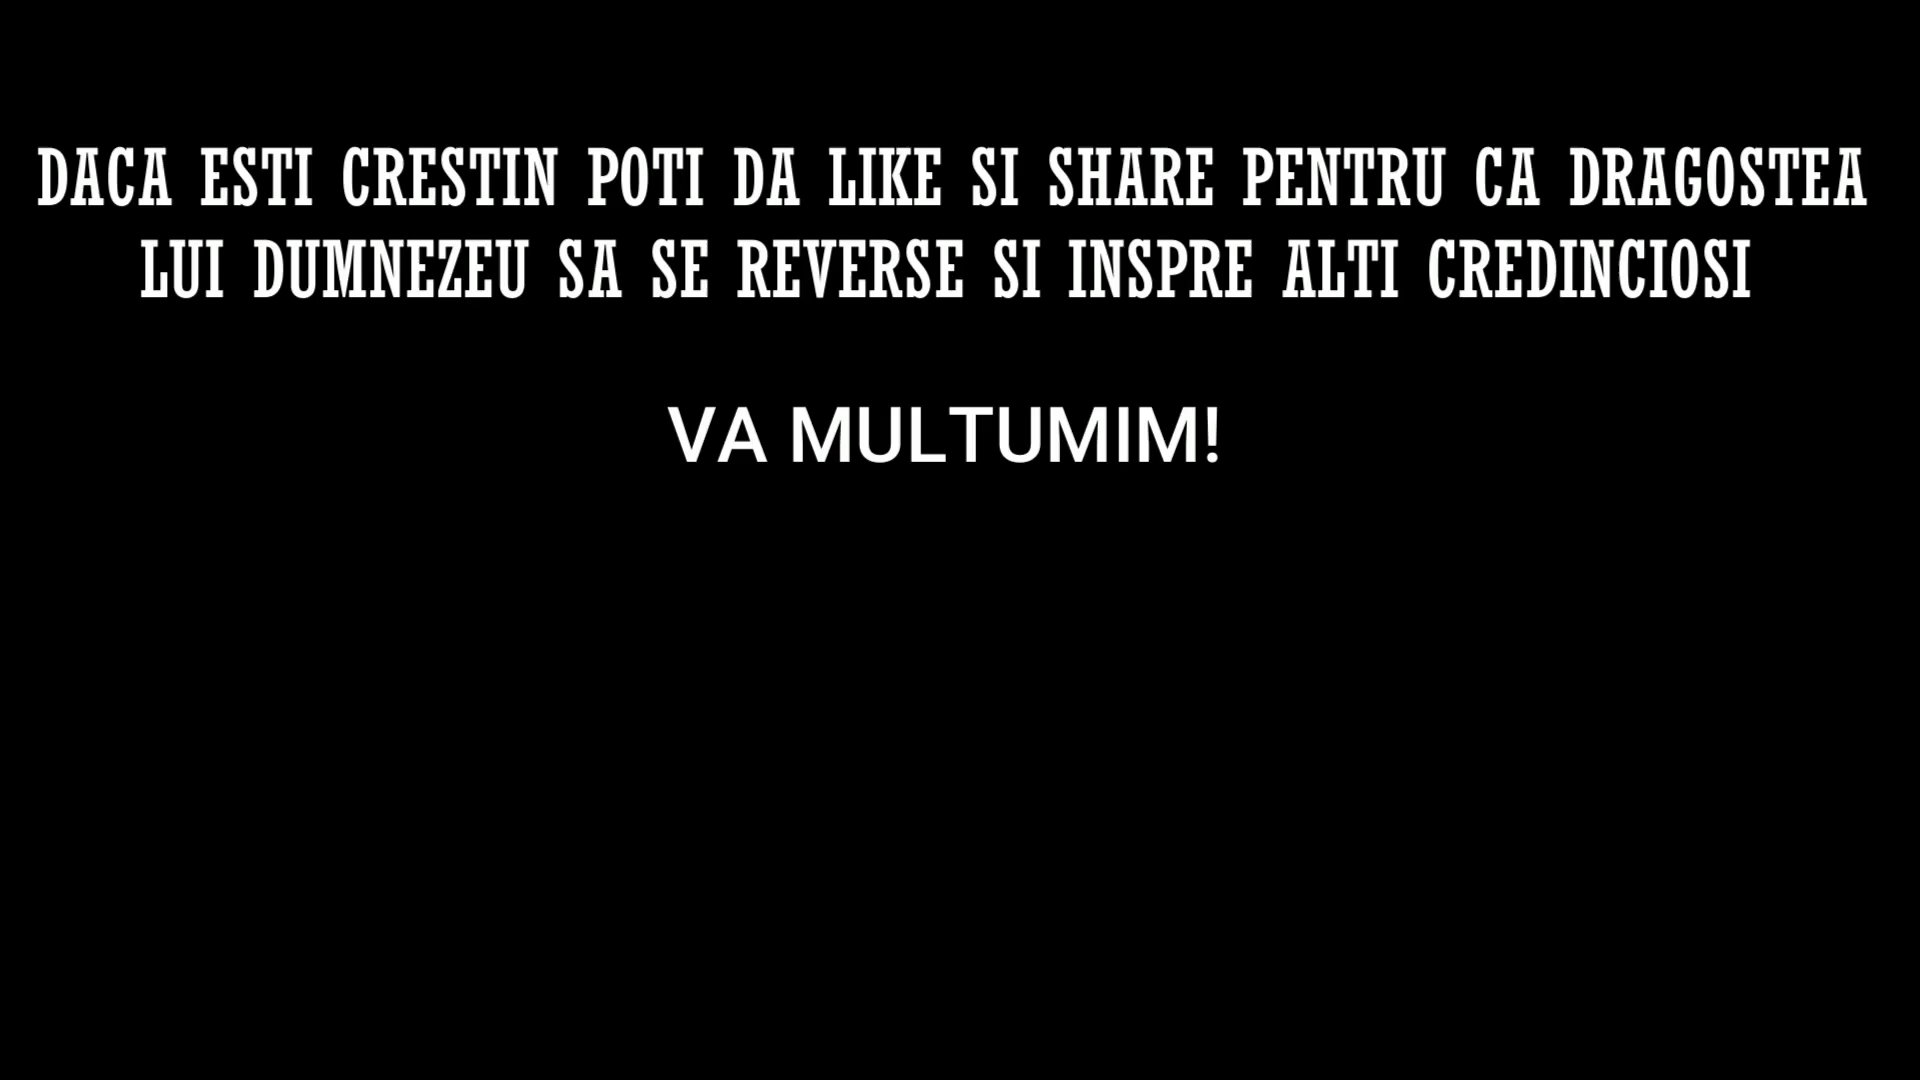 DACA ESTI CRESTIN POTI DA LIKE SI SHARE PENTRU CA DRAGOSTEA
LUI DUMNEZEU SA SE REVERSE SI INSPRE ALTI CREDINCIOSI
VA MULTUMIM!